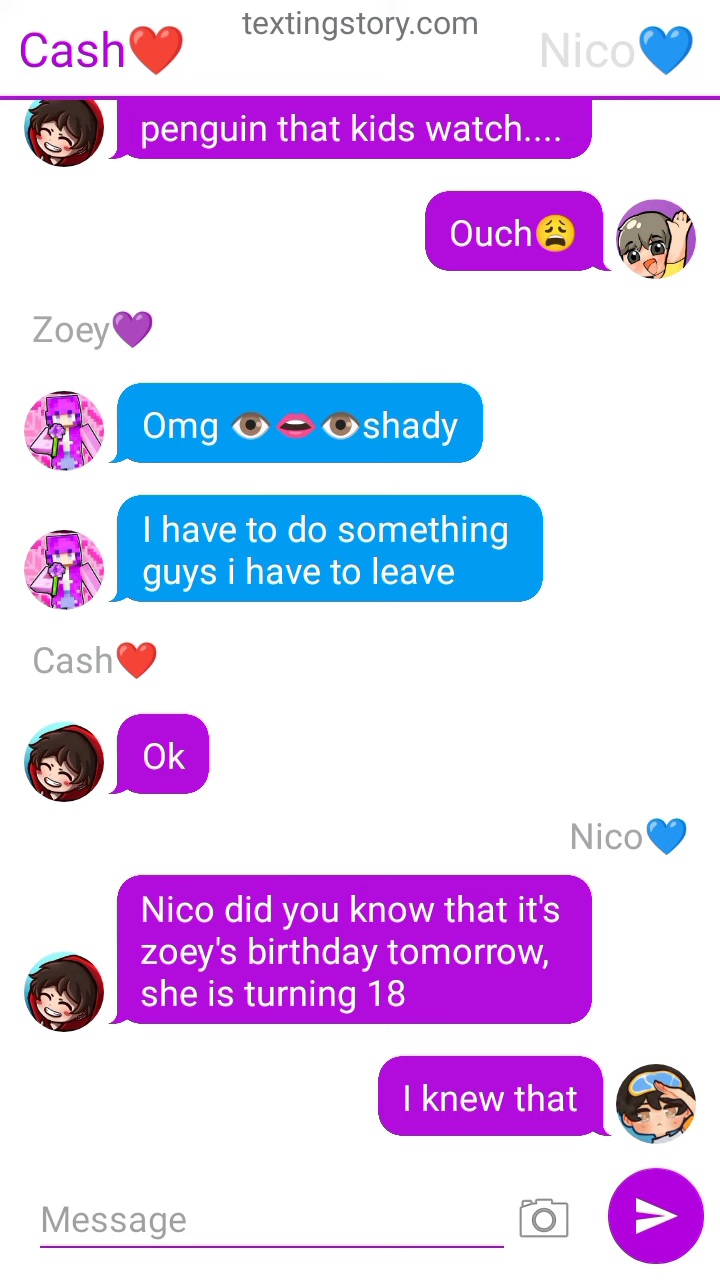 textingstory.com
Cash❤️ Nico💙
penguin that kids watch....
Ouch😩
Zoey💜
Omg 👁️👄👁️shady
I have to do something
guys i have to leave
Cash❤️
Ok
Nico💙
Nico did you know that it's
zoey's birthday tomorrow,
she is turning 18
I knew that
Message